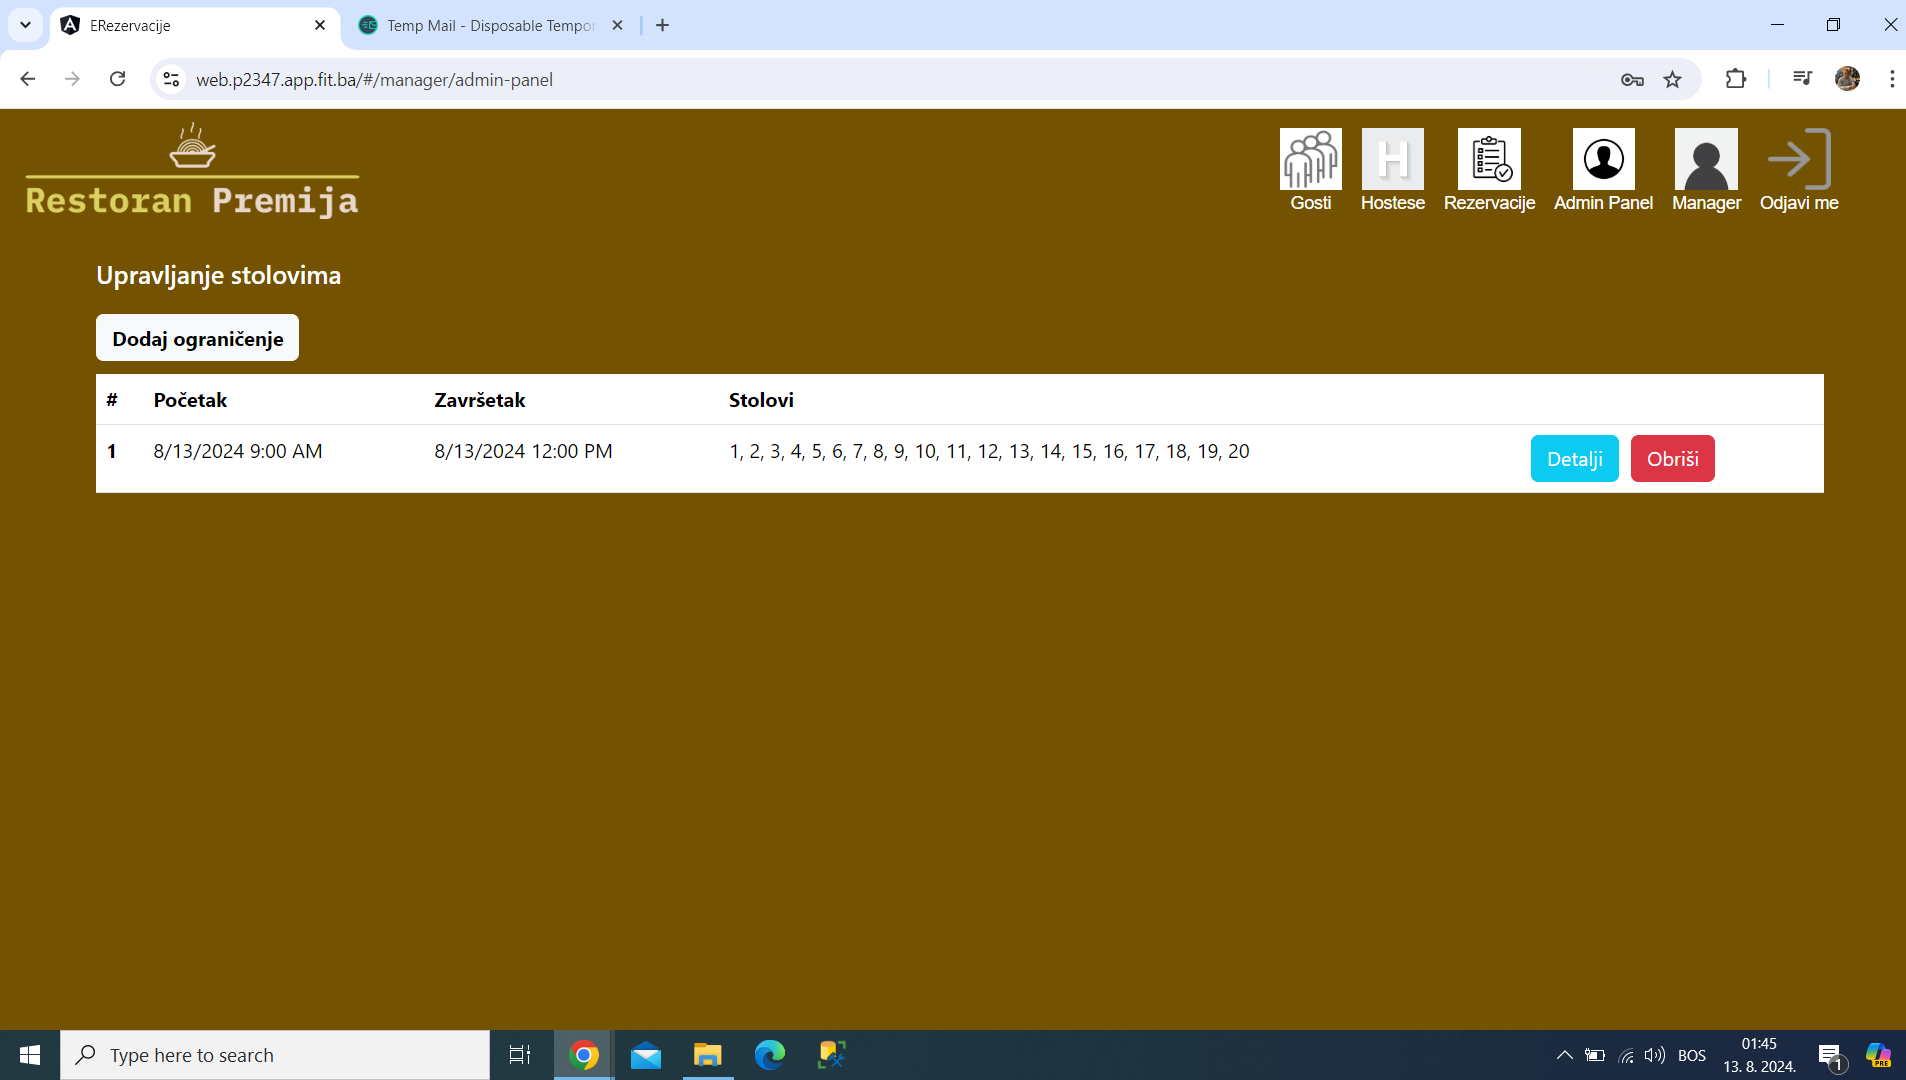 ERezervacije
Temp Mail - Disposable Tempor
web.p2347.app.fit.ba/#/manager/admin-panel
Restoran Premija
H
Gosti
Hostese
Rezervacije
Admin Panel
Manager
Odjavi me
Upravljanje stolovima
Dodaj ograničenje
# Početak Završetak Stolovi
1 8/13/2024 9:00 AM 8/13/2024 12:00 PM 1, 2, 3, 4, 5, 6, 7, 8, 9, 10, 11, 12, 13, 14, 15, 16, 17, 18, 19, 20 Detalji Obriši
Type here to search
BOS
01:45
13. 8. 2024.
1
PRE